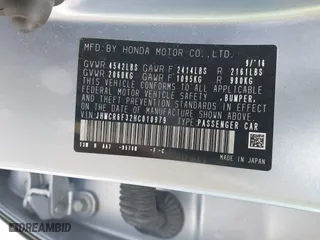 MFD.BY HONDA MOTOR CO.,LTD.
9/'16
GVWR 4542LBS GAWR F 2414LBS R 2161LBS
GVWR 2060KG GAWR F 1095KG R 980KG
THIS VEHICLE CONFORMS TO ALL APPLICABLE
FEDERAL MOTOR VEHICLE SAFETY, BUMPER,
AND THEFT PREVENTION STANDARDS IN EFFECT
ON THE DATE OF MANUFACTURE SHOWN ABOVE.
VIN: JHMCR6F32HC010979
TYPE: PASSENGER CAR
MADE IN JAPAN
DREAMBID